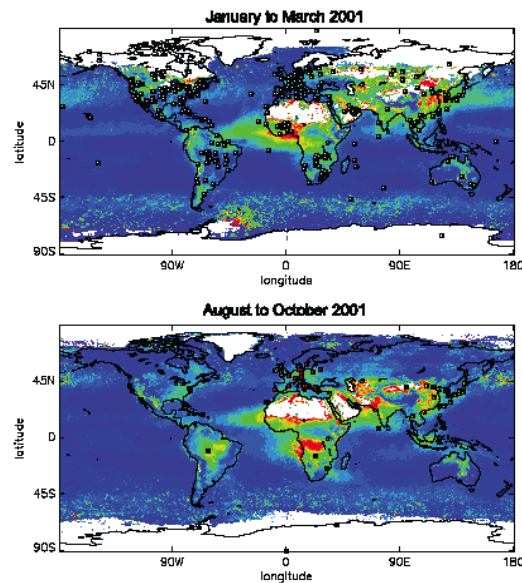 January to March 2001
45N
0
45S
90S
latitude
90W
0
90E
180
longitude
August to October 2001
45N
0
45S
90S
latitude
90W
0
90E
180
longitude